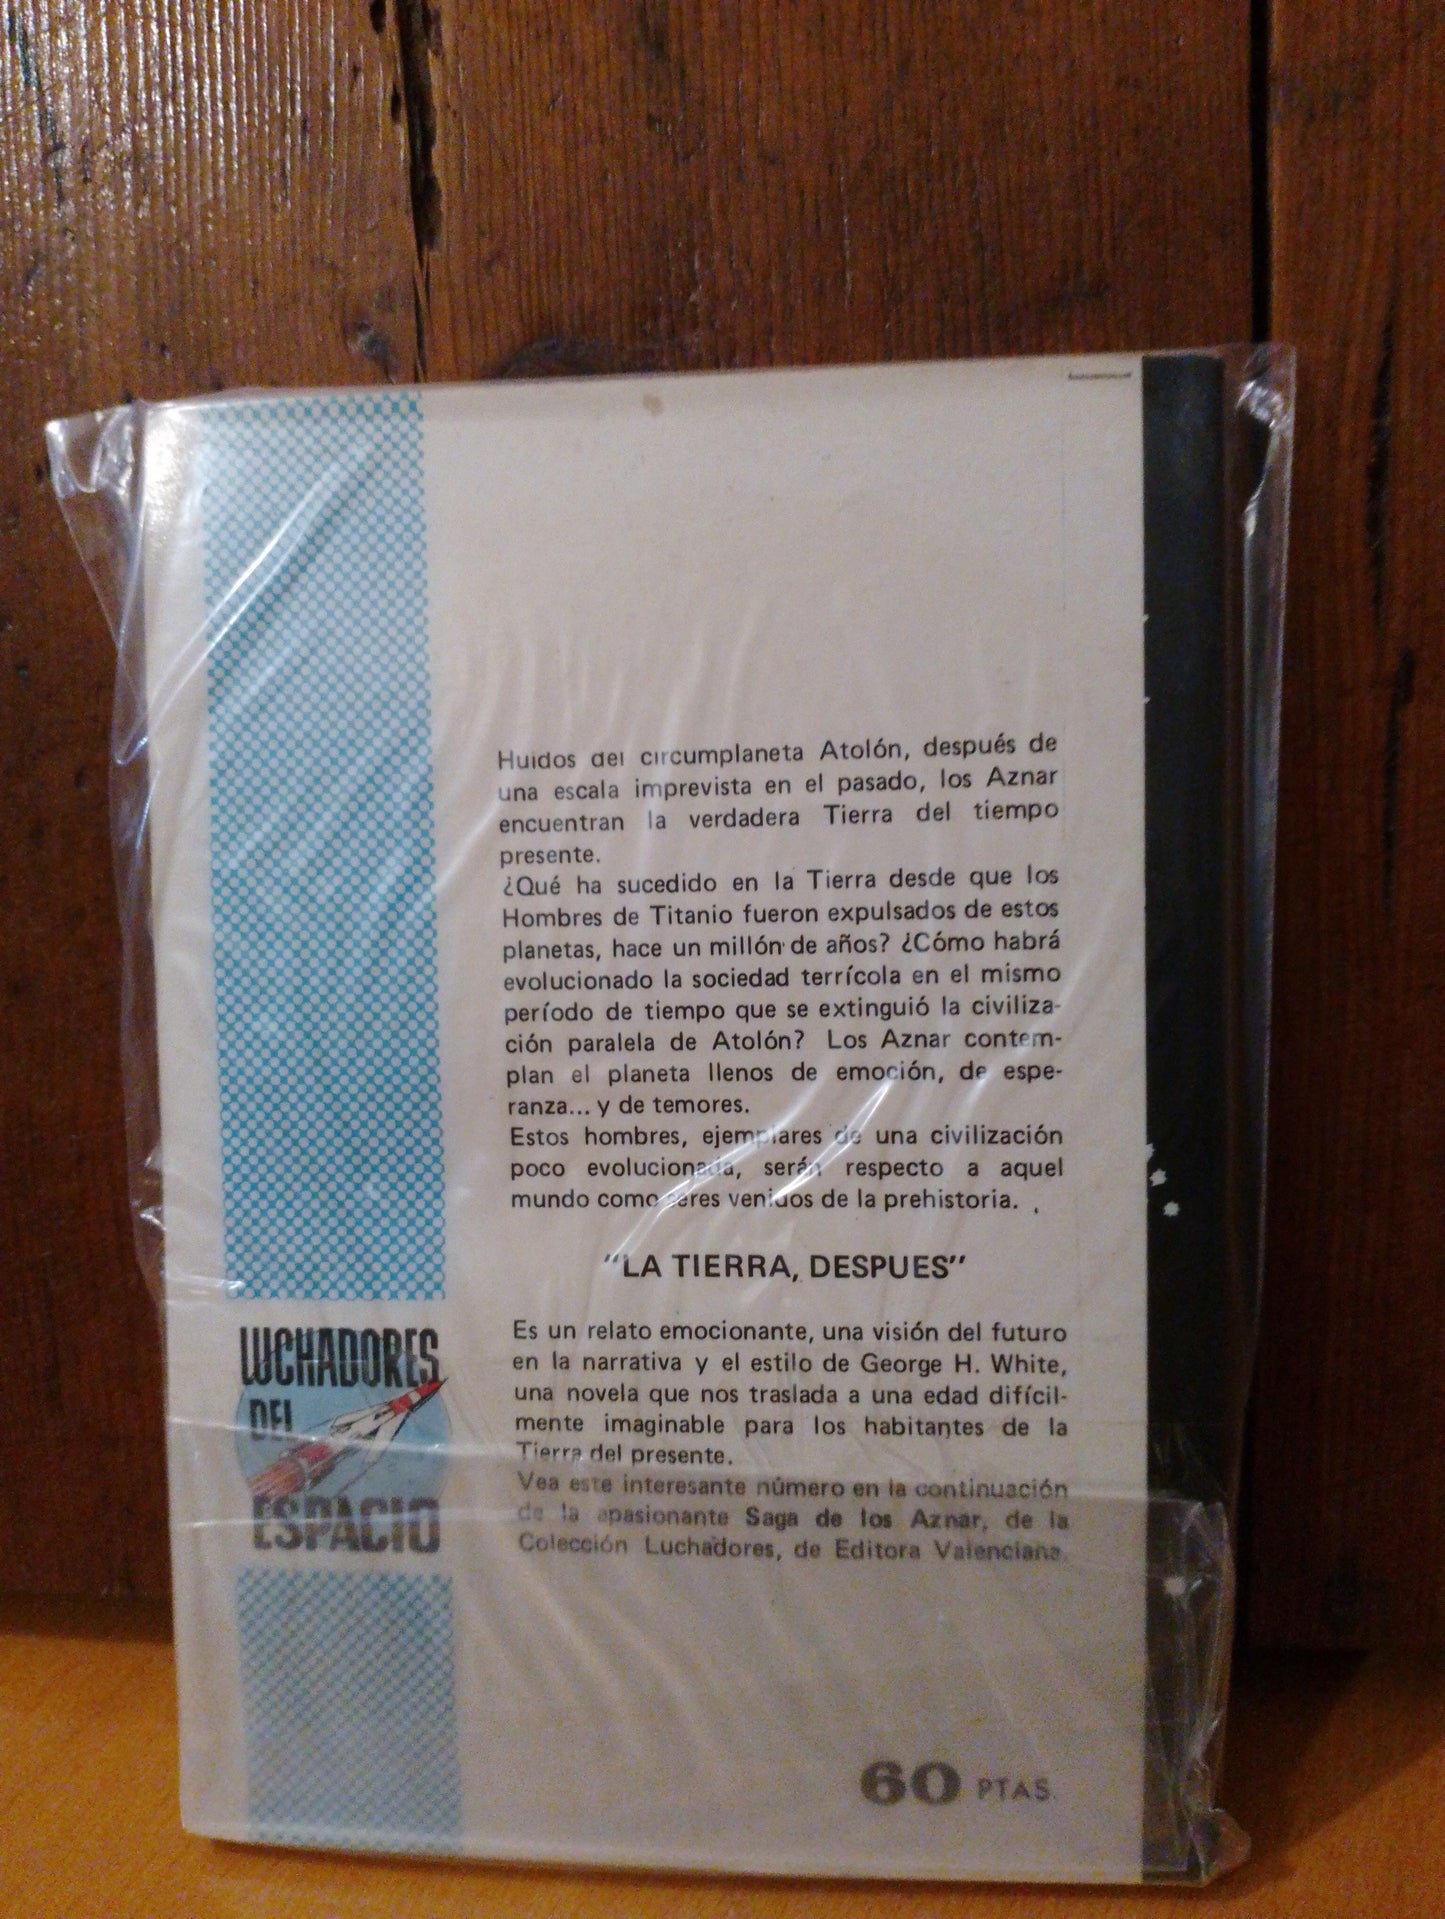 Huidos del circumplaneta Atolón, después de
una escala imprevista en el pasado, los Aznar
encuentran la verdadera Tierra del tiempo
presente.
¿Qué ha sucedido en la Tierra desde que los
Hombres de Titanio fueron expulsados de estos
planetas, hace un millón de años? ¿Cómo habrá
evolucionado la sociedad terrícola en el mismo
período de tiempo que se extinguió la civiliza-
ción paralela de Atolón? Los Aznar contem-
plan el planeta llenos de emoción, de espe-
ranza... y de temores.
Estos hombres, ejemplares de una civilización
poco evolucionada, serán respecto a aquel
mundo como seres venidos de la prehistoria.
"LA TIERRA, DESPUES"
Es un relato emocionante, una visión del futuro
en la narrativa y el estilo de George H. White,
una novela que nos traslada a una edad difícil-
mente imaginable para los habitantes de la
Tierra del presente.
Vea este interesante número en la continuación
de la apasionante Saga de los Aznar, de la
Colección Luchadores, de Editora Valenciana.
LUCHADORES
DEL
ESPACIO
60 PTAS.